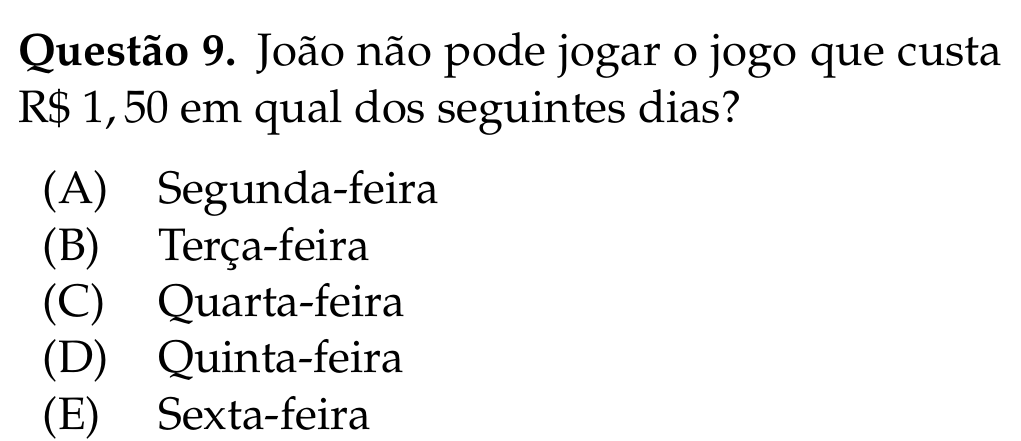 Questão 9. João não pode jogar o jogo que custa
R$ 1, 50 em qual dos seguintes dias?
(A) Segunda-feira
(B) Terça-feira
(C) Quarta-feira
(D) Quinta-feira
(E) Sexta-feira